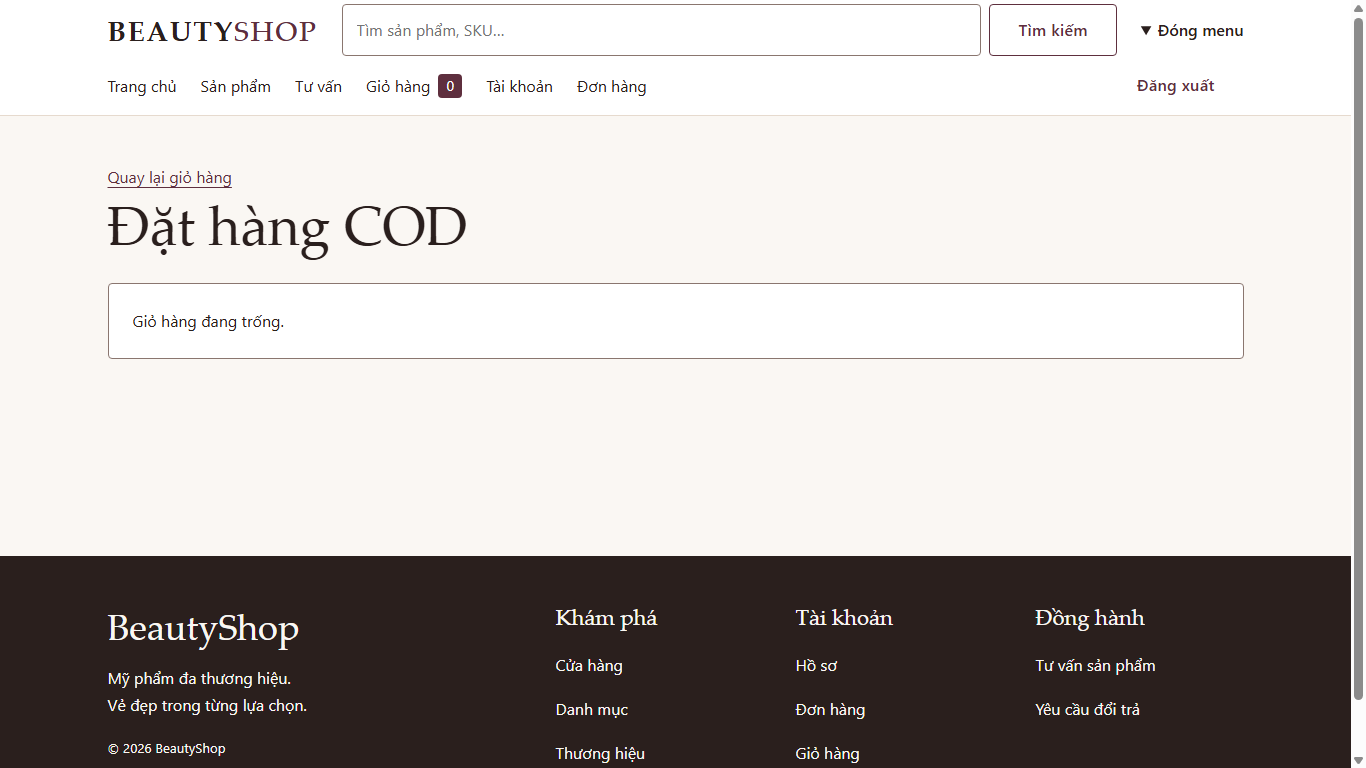 BEAUTYSHOP
Tìm sản phẩm, SKU...
Tìm kiếm
▼ Đóng menu
Trang chủ
Sản phẩm
Tư vấn
Giỏ hàng 0
Tài khoản
Đơn hàng
Đăng xuất
Quay lại giỏ hàng
Đặt hàng COD
Giỏ hàng đang trống.
BeautyShop
Mỹ phẩm đa thương hiệu.
Vẻ đẹp trong từng lựa chọn.
© 2026 BeautyShop
Khám phá
Cửa hàng
Danh mục
Thương hiệu
Tài khoản
Hồ sơ
Đơn hàng
Giỏ hàng
Đồng hành
Tư vấn sản phẩm
Yêu cầu đổi trả